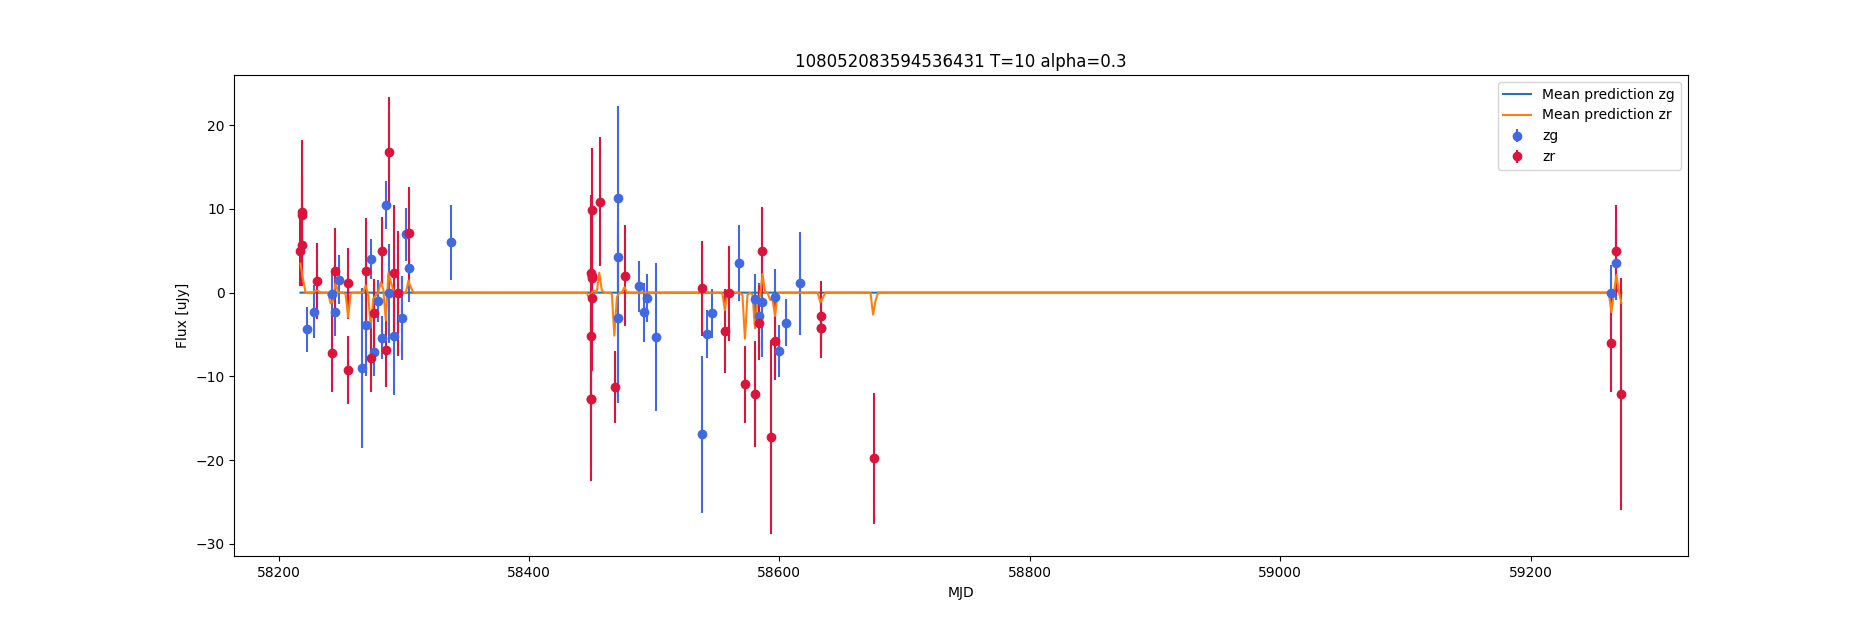 108052083594536431 T=10 alpha=0.3
Mean prediction zg
Mean prediction zr
zg
zr
Flux [uJy]
20
10
0
−10
−20
−30
58200 58400 58600 58800 59000 59200
MJD